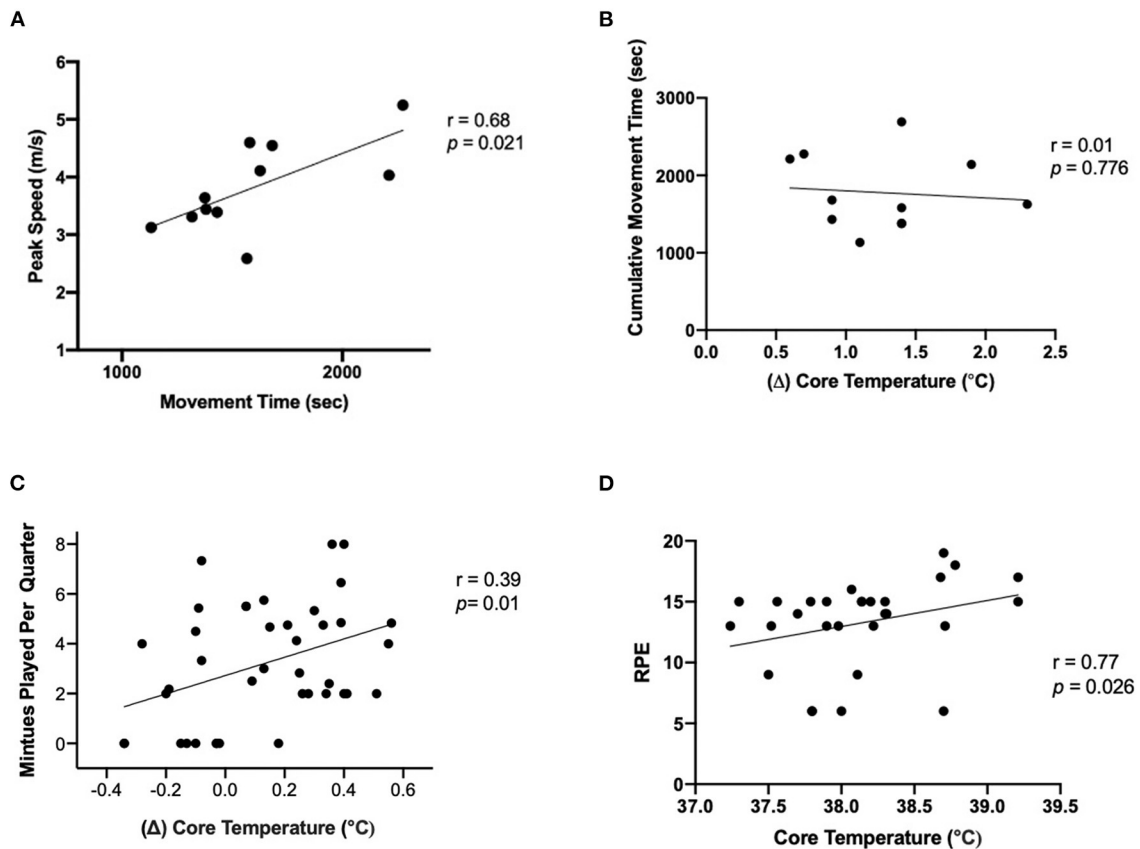 A
6
5
4
3
2
1
Peak Speed (m/s)
1000 2000
Movement Time (sec)
r = 0.68
p = 0.021
B
3000
2000
1000
0
Cumulative Movement Time (sec)
0.0 0.5 1.0 1.5 2.0 2.5
(Δ) Core Temperature (°C)
r = 0.01
p = 0.776
C
8
6
4
2
0
Mintues Played Per Quarter
-0.4 -0.2 0.0 0.2 0.4 0.6
(Δ) Core Temperature (°C)
r = 0.39
p= 0.01
D
20
15
10
5
0
RPE
37.0 37.5 38.0 38.5 39.0 39.5
Core Temperature (°C)
r = 0.77
p = 0.026